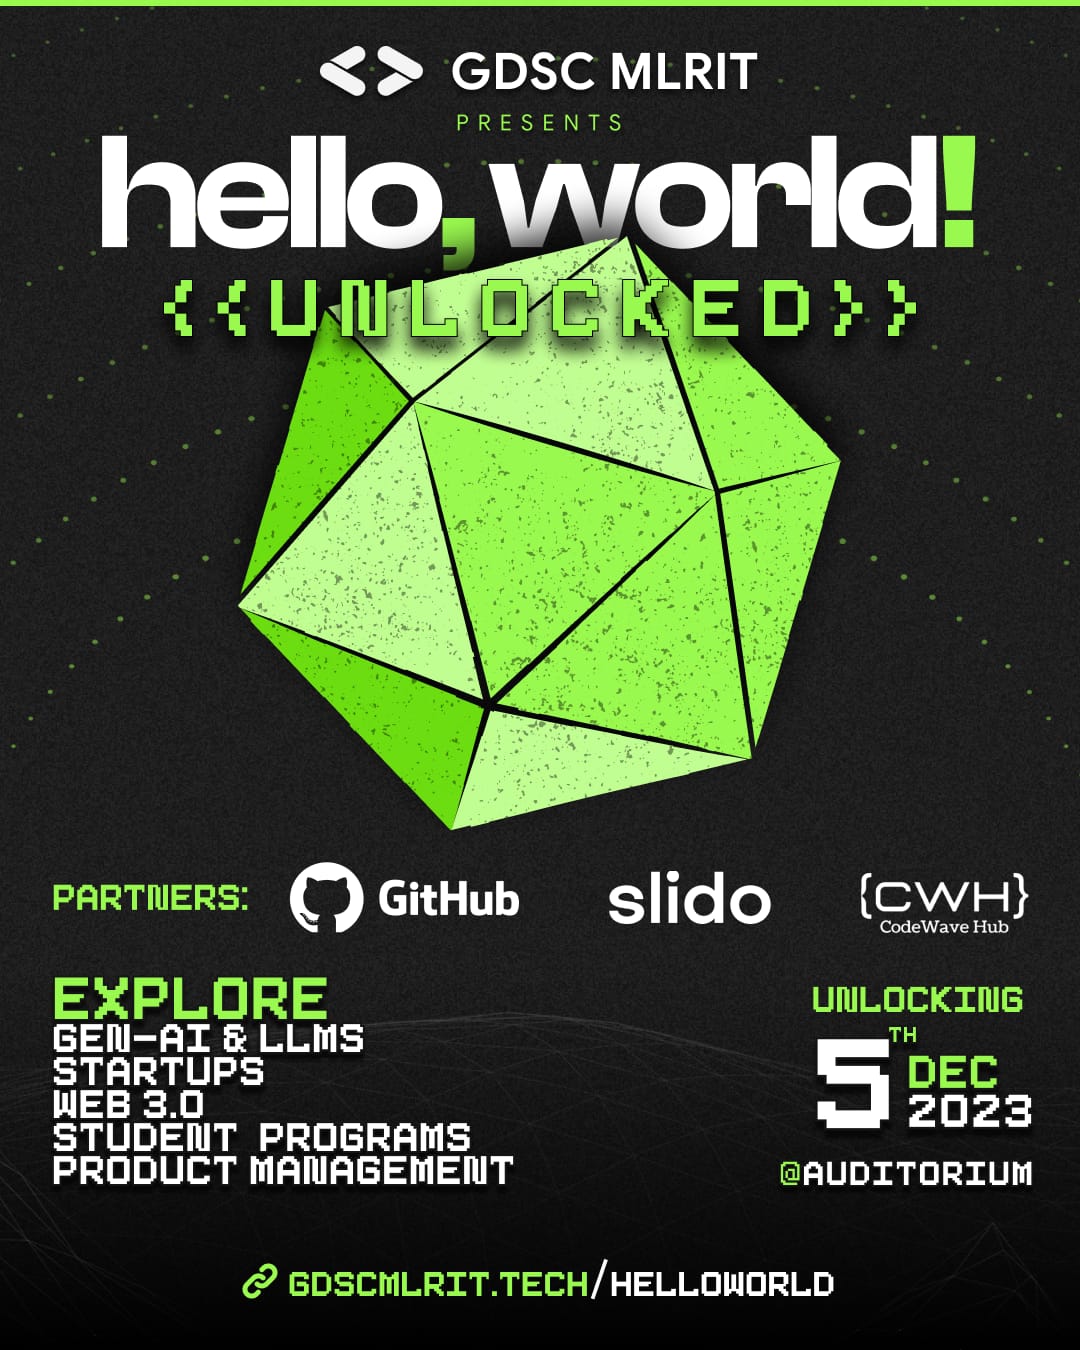 GDSC MLRIT
PRESENTS
hello, world!
<<UNLOCKED>>
PARTNERS:
GitHub
slido
{CWH}
CodeWave Hub
EXPLORE
GEN-AI & LLMS
STARTUPS
WEB 3.0
STUDENT PROGRAMS
PRODUCT MANAGEMENT
UNLOCKING
5TH
DEC
2023
@AUDITORIUM
GDSCMLRIT.TECH/HELLOWORLD